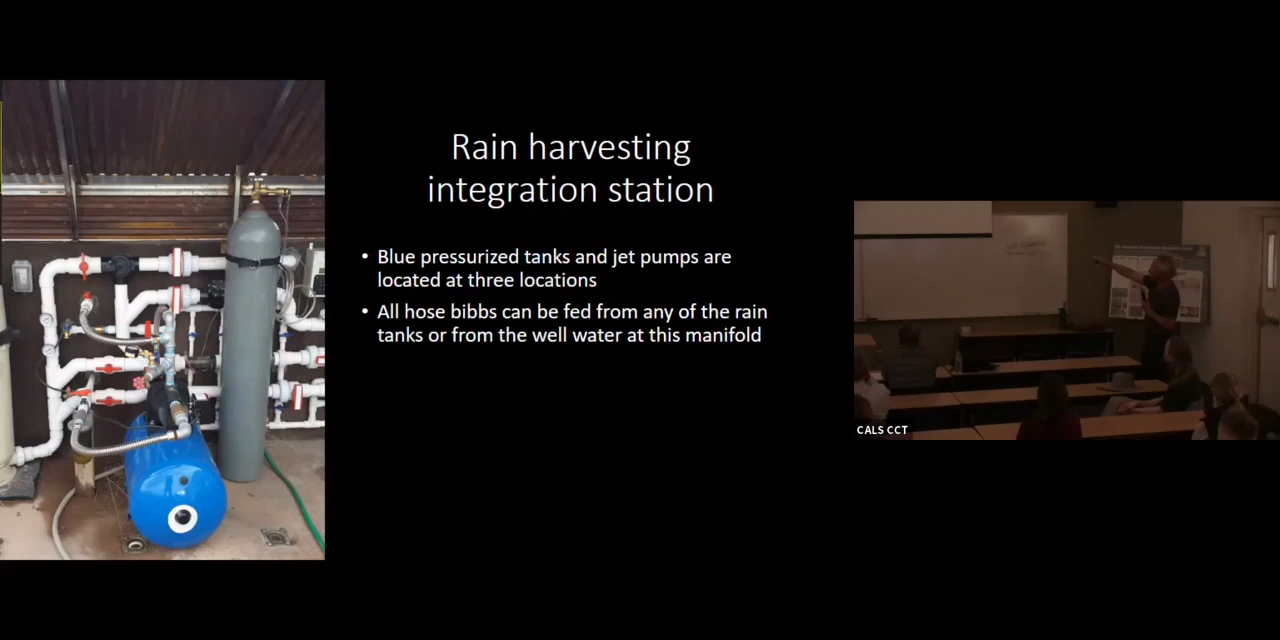 Rain harvesting
integration station
• Blue pressurized tanks and jet pumps are
located at three locations
• All hose bibbs can be fed from any of the rain
tanks or from the well water at this manifold
CALS CCT